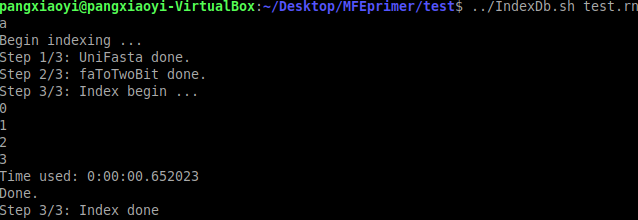 pangxiaoyi@pangxiaoyi-VirtualBox:~/Desktop/MFEprimer/test$ ../IndexDb.sh test.rn
a
Begin indexing ...
Step 1/3: UniFasta done.
Step 2/3: faToTwoBit done.
Step 3/3: Index begin ...
0
1
2
3
Time used: 0:00:00.652023
Done.
Step 3/3: Index done